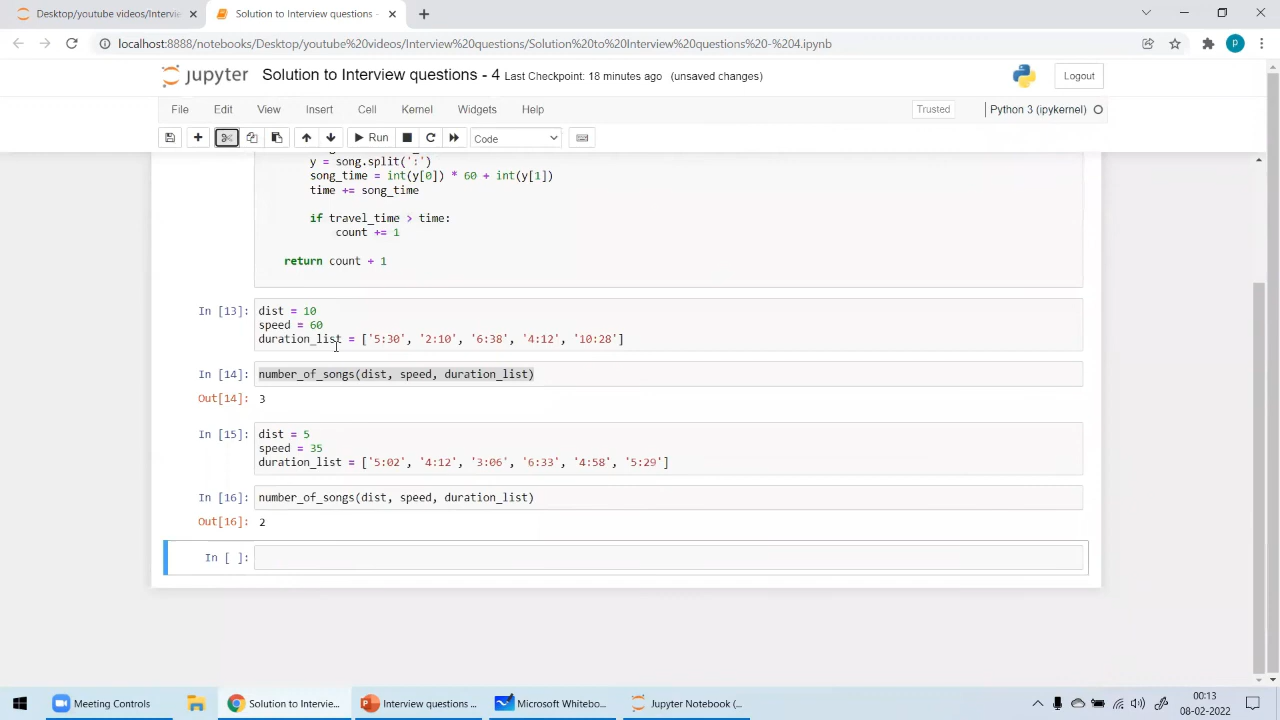 Desktop/youtube videos/Intervie
Solution to Interview questions -
localhost:8888/notebooks/Desktop/youtube%20videos/Interview%20questions/Solution%20to%20Interview%20questions%20-%204.ipynb
P
jupyter Solution to Interview questions - 4 Last Checkpoint: 18 minutes ago (unsaved changes)
Logout
File Edit View Insert Cell Kernel Widgets Help
Trusted
Python 3 (ipykernel)
Run
Code
y = song.split(':')
song_time = int(y[0]) * 60 + int(y[1])
time += song_time
if travel_time > time:
count += 1
return count + 1
In [13]: dist = 10
speed = 60
duration_list = ['5:30', '2:10', '6:38', '4:12', '10:28']
In [14]: number_of_songs(dist, speed, duration_list)
Out[14]: 3
In [15]: dist = 5
speed = 35
duration_list = ['5:02', '4:12', '3:06', '6:33', '4:58', '5:29']
In [16]: number_of_songs(dist, speed, duration_list)
Out[16]: 2
In [ ]:
Meeting Controls
Solution to Intervie...
Interview questions ...
Microsoft Whitebo...
Jupyter Notebook (...
00:13
08-02-2022